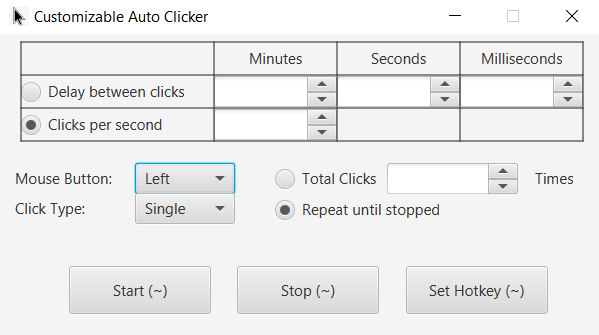 Customizable Auto Clicker
Minutes Seconds Milliseconds
Delay between clicks
Clicks per second
Mouse Button: Left Total Clicks Times
Click Type: Single Repeat until stopped
Start (~) Stop (~) Set Hotkey (~)